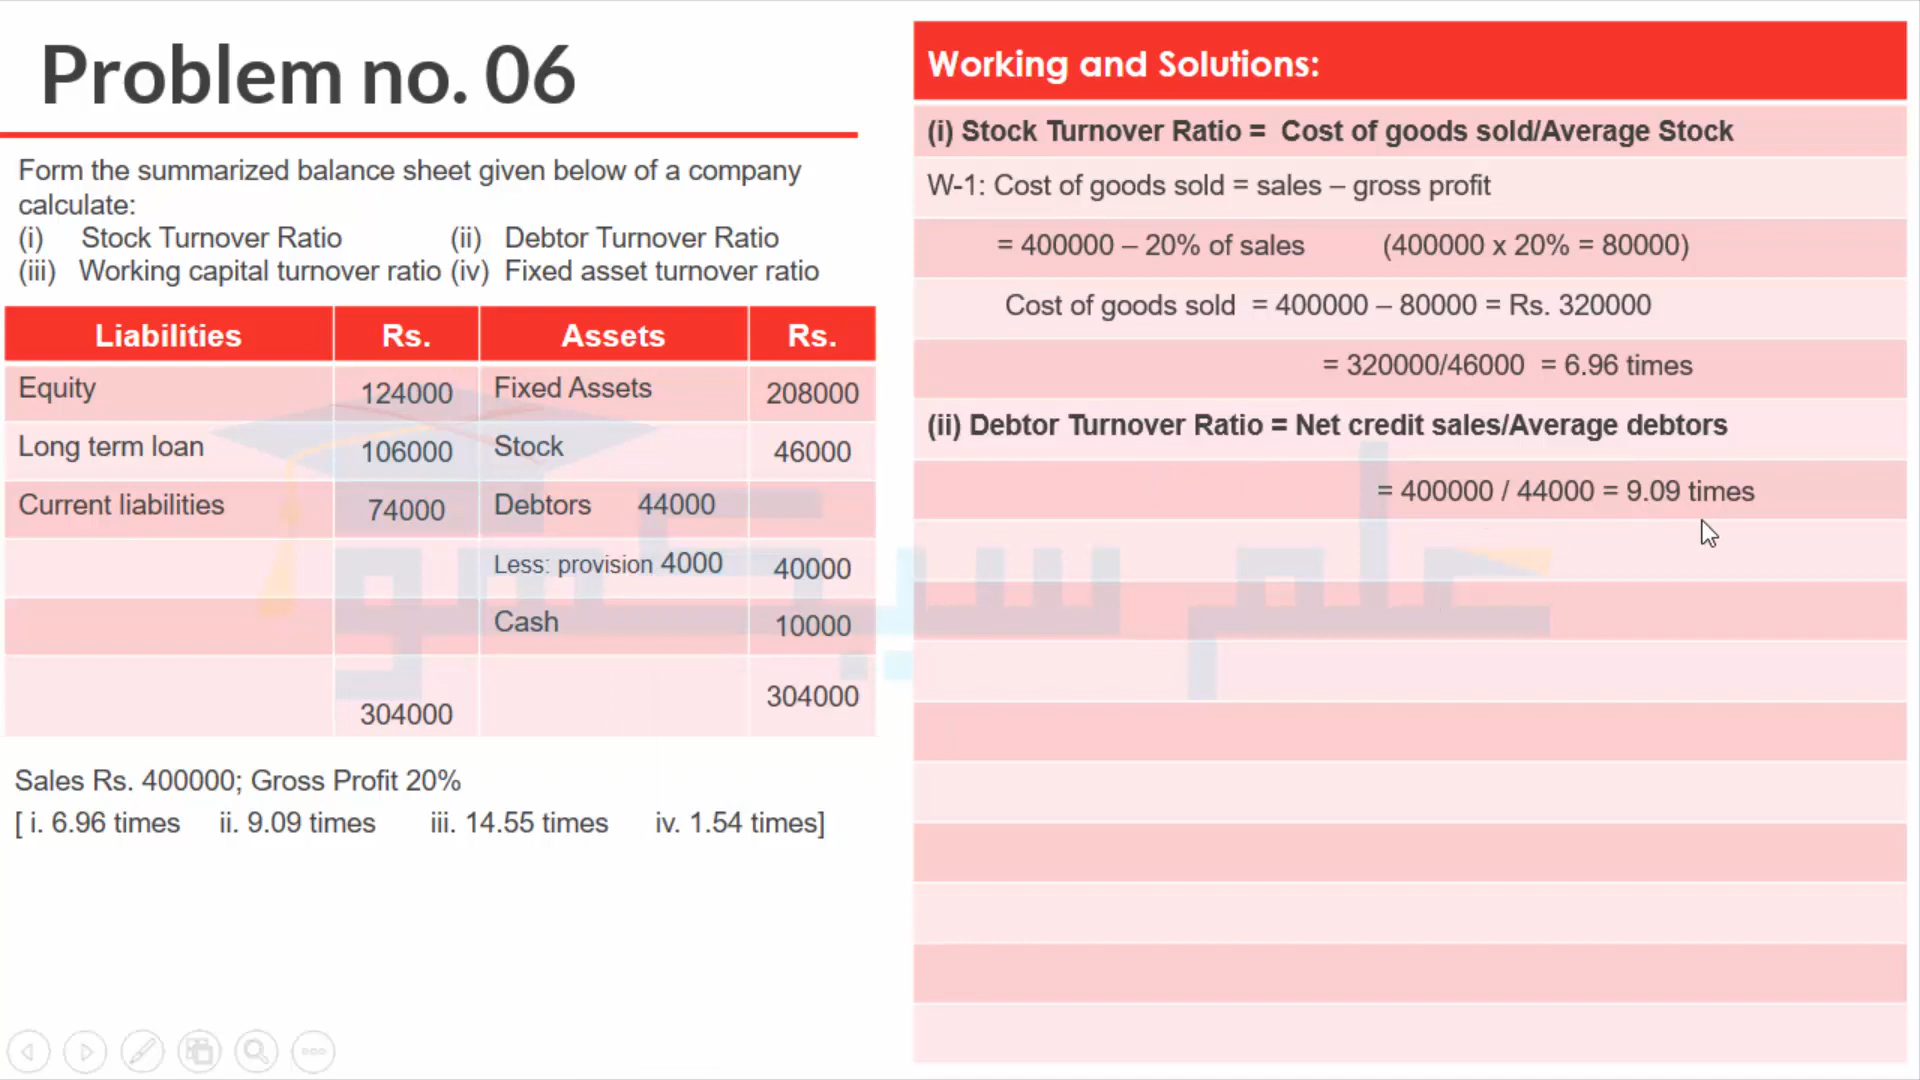 Problem no. 06
Form the summarized balance sheet given below of a company
calculate:
(i) Stock Turnover Ratio (ii) Debtor Turnover Ratio
(iii) Working capital turnover ratio (iv) Fixed asset turnover ratio
Liabilities Rs. Assets Rs.
Equity 124000 Fixed Assets 208000
Long term loan 106000 Stock 46000
Current liabilities 74000 Debtors 44000
Less: provision 4000 40000
Cash 10000
304000 304000
Sales Rs. 400000; Gross Profit 20%
[ i. 6.96 times ii. 9.09 times iii. 14.55 times iv. 1.54 times]
Working and Solutions:
(i) Stock Turnover Ratio = Cost of goods sold/Average Stock
W-1: Cost of goods sold = sales – gross profit
= 400000 – 20% of sales (400000 x 20% = 80000)
Cost of goods sold = 400000 – 80000 = Rs. 320000
= 320000/46000 = 6.96 times
(ii) Debtor Turnover Ratio = Net credit sales/Average debtors
= 400000 / 44000 = 9.09 times